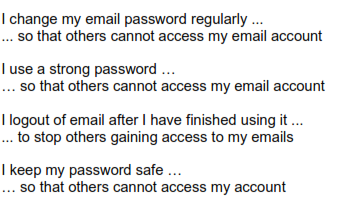 I change my email password regularly ...
... so that others cannot access my email account
I use a strong password …
… so that others cannot access my email account
I logout of email after I have finished using it ...
... to stop others gaining access to my emails
I keep my password safe …
… so that others cannot access my account